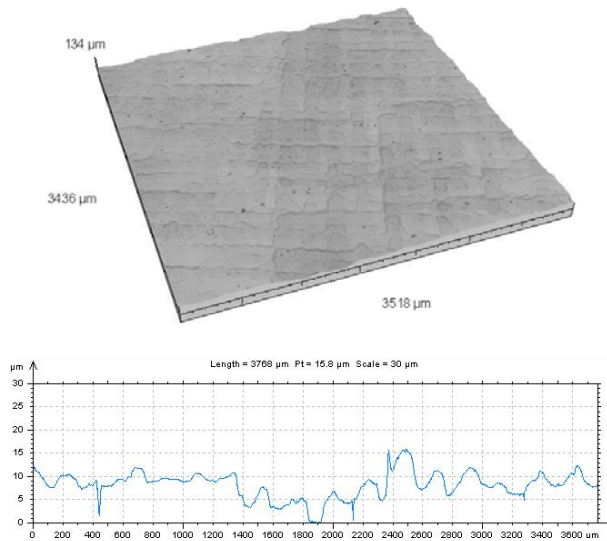 134 µm
3436 µm
3518 µm
µm Length = 3768 µm Pt = 15.8 µm Scale = 30 µm
30
25
20
15
10
5
0
0 200 400 600 800 1000 1200 1400 1600 1800 2000 2200 2400 2600 2800 3000 3200 3400 3600 um